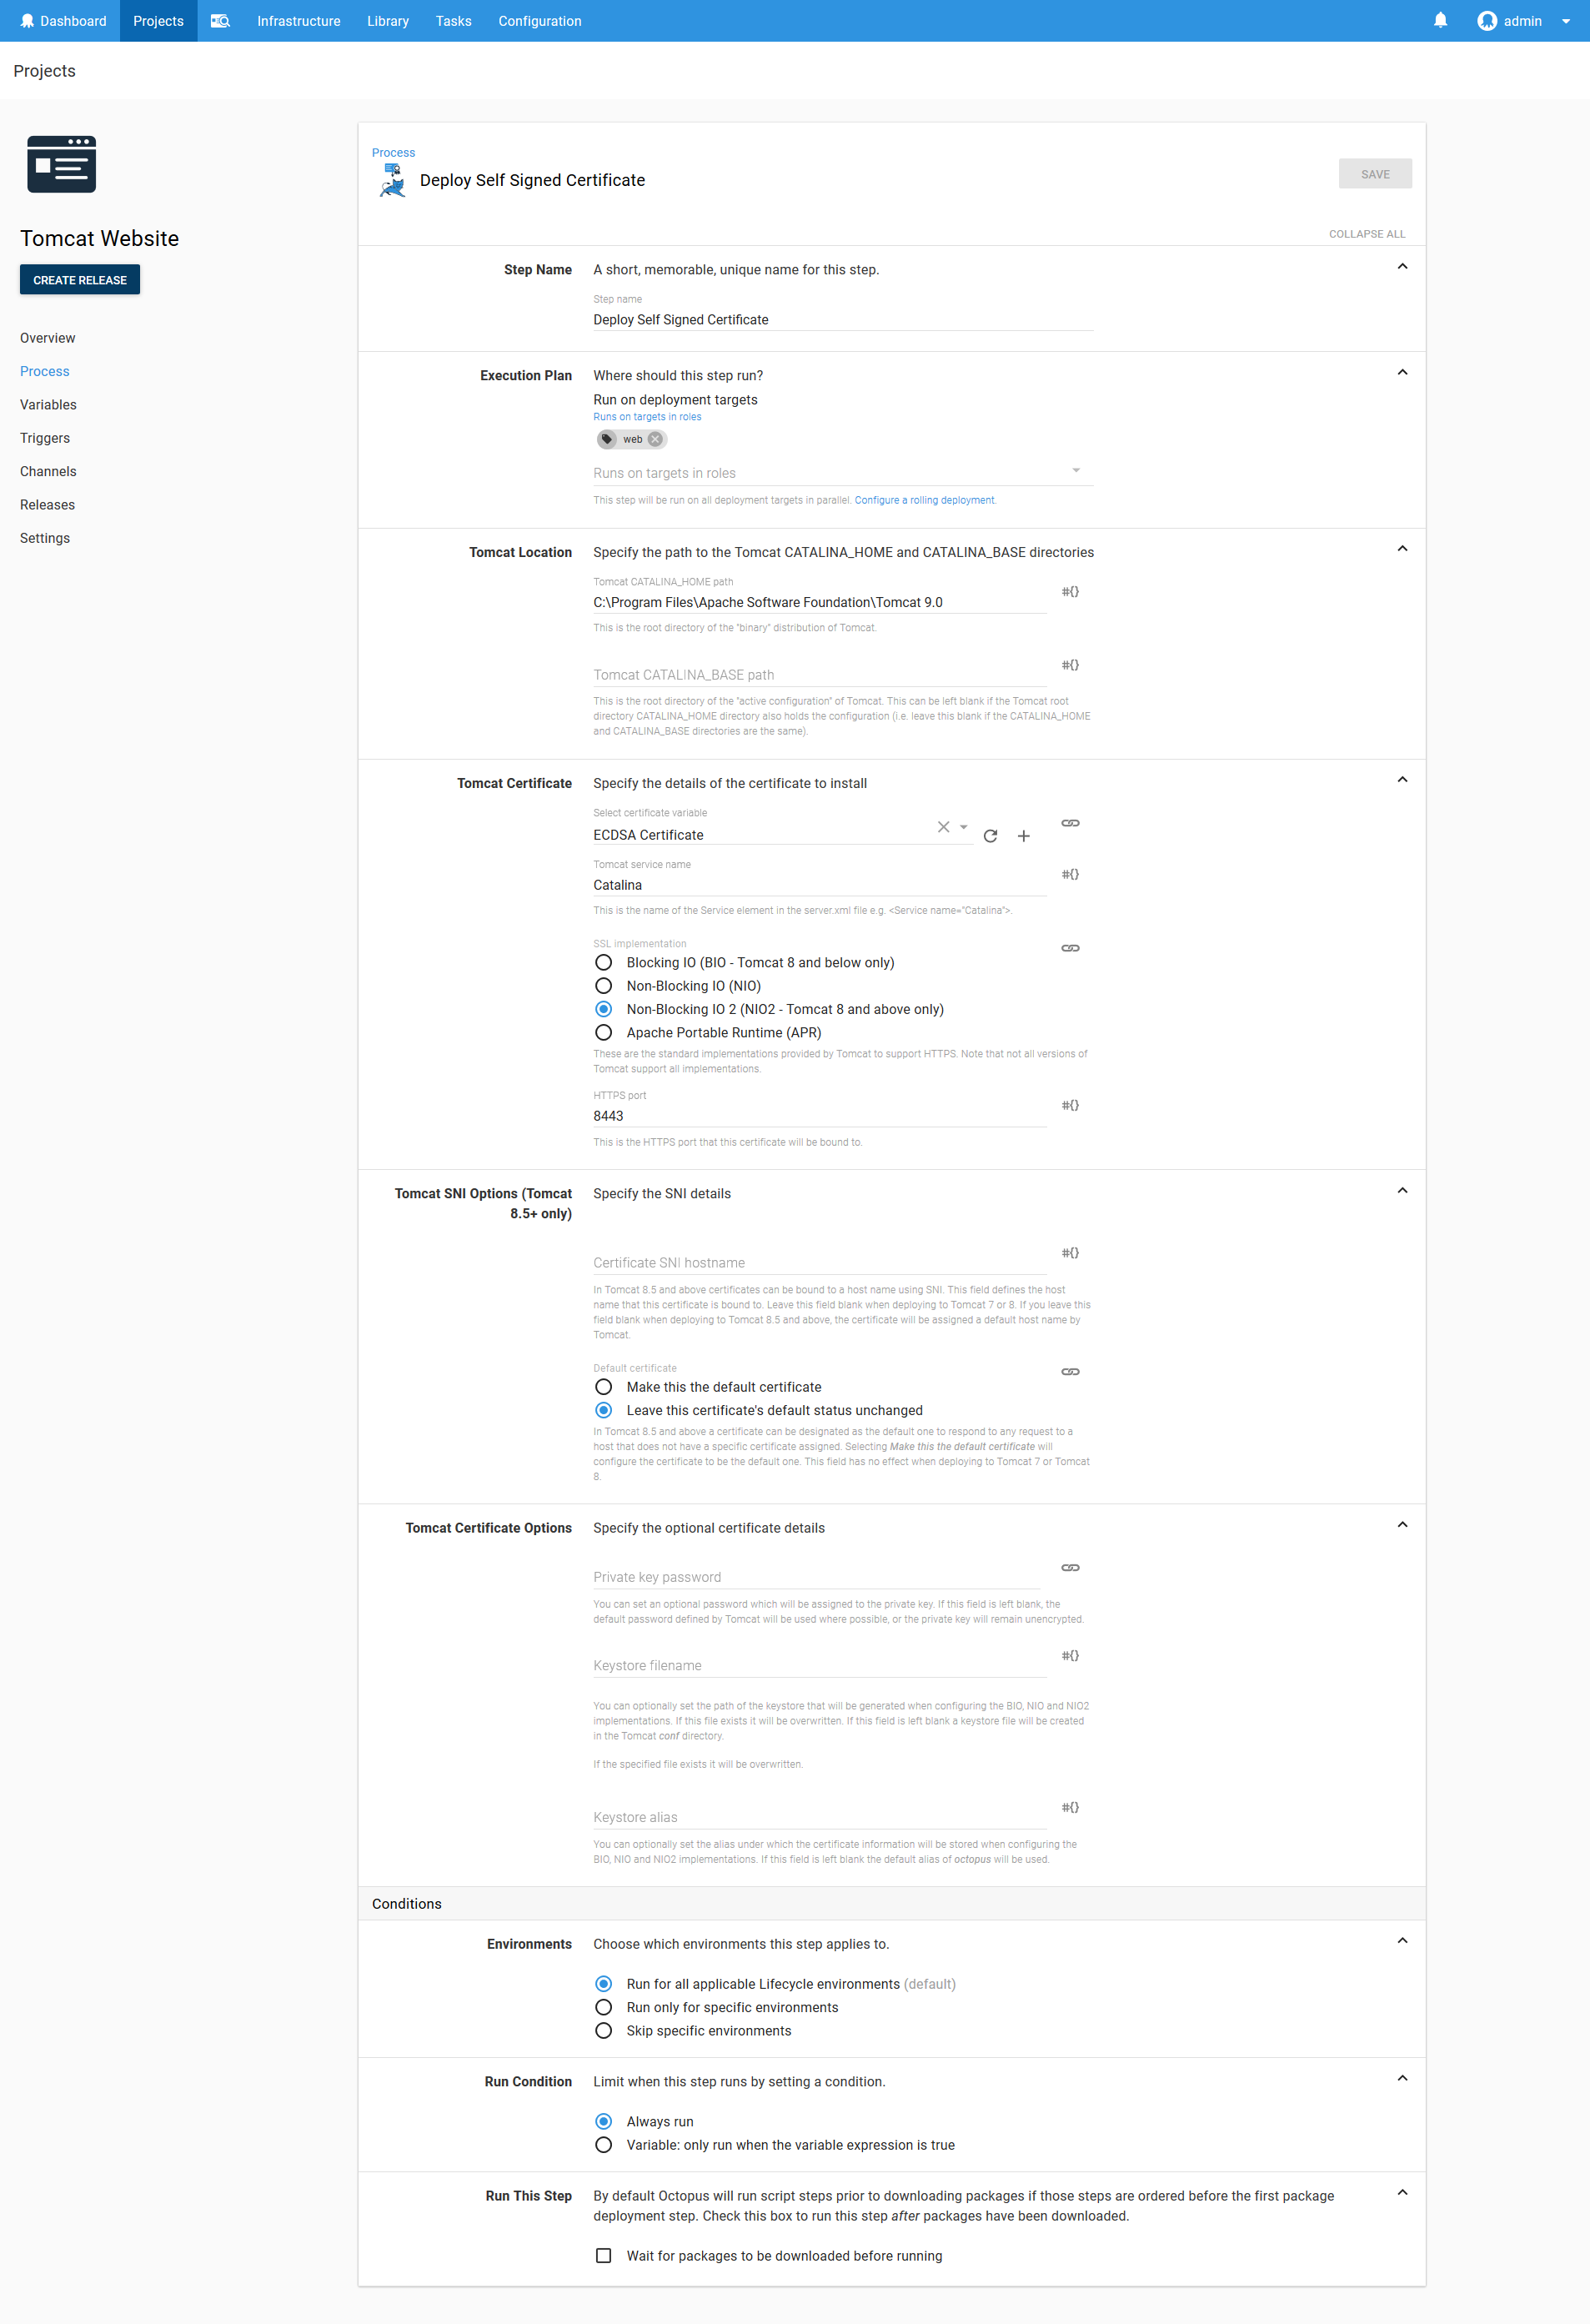 Dashboard Projects Infrastructure Library Tasks Configuration admin
Projects
Tomcat Website
CREATE RELEASE
Overview
Process
Variables
Triggers
Channels
Releases
Settings
Process
Deploy Self Signed Certificate
SAVE
COLLAPSE ALL
Step Name
A short, memorable, unique name for this step.
Step name
Deploy Self Signed Certificate
Execution Plan
Where should this step run?
Run on deployment targets
Runs on targets in roles
web
Runs on targets in roles
This step will be run on all deployment targets in parallel. Configure a rolling deployment.
Tomcat Location
Specify the path to the Tomcat CATALINA_HOME and CATALINA_BASE directories
Tomcat CATALINA_HOME path
#{}
C:\Program Files\Apache Software Foundation\Tomcat 9.0
This is the root directory of the "binary" distribution of Tomcat.
#{}
Tomcat CATALINA_BASE path
This is the root directory of the "active configuration" of Tomcat. This can be left blank if the Tomcat root
directory CATALINA_HOME directory also holds the configuration (i.e. leave this blank if the CATALINA_HOME
and CATALINA_BASE directories are the same).
Tomcat Certificate
Specify the details of the certificate to install
Select certificate variable
ECDSA Certificate
Tomcat service name
#{}
Catalina
This is the name of the Service element in the server.xml file e.g. <Service name="Catalina">.
SSL implementation
Blocking IO (BIO - Tomcat 8 and below only)
Non-Blocking IO (NIO)
Non-Blocking IO 2 (NIO2 - Tomcat 8 and above only)
Apache Portable Runtime (APR)
These are the standard implementations provided by Tomcat to support HTTPS. Note that not all versions of
Tomcat support all implementations.
HTTPS port
#{}
8443
This is the HTTPS port that this certificate will be bound to.
Tomcat SNI Options (Tomcat
8.5+ only)
Specify the SNI details
#{}
Certificate SNI hostname
In Tomcat 8.5 and above certificates can be bound to a host name using SNI. This field defines the host
name that this certificate is bound to. Leave this field blank when deploying to Tomcat 7 or 8. If you leave this
field blank when deploying to Tomcat 8.5 and above, the certificate will be assigned a default host name by
Tomcat.
Default certificate
Make this the default certificate
Leave this certificate's default status unchanged
In Tomcat 8.5 and above a certificate can be designated as the default one to respond to any request to a
host that does not have a specific certificate assigned. Selecting Make this the default certificate will
configure the certificate to be the default one. This field has no effect when deploying to Tomcat 7 or Tomcat
8.
Tomcat Certificate Options
Specify the optional certificate details
Private key password
You can set an optional password which will be assigned to the private key. If this field is left blank, the
default password defined by Tomcat will be used where possible, or the private key will remain unencrypted.
#{}
Keystore filename
You can optionally set the path of the keystore that will be generated when configuring the BIO, NIO and NIO2
implementations. If this file exists it will be overwritten. If this field is left blank a keystore file will be created
in the Tomcat conf directory.
If the specified file exists it will be overwritten.
#{}
Keystore alias
You can optionally set the alias under which the certificate information will be stored when configuring the
BIO, NIO and NIO2 implementations. If this field is left blank the default alias of octopus will be used.
Conditions
Environments
Choose which environments this step applies to.
Run for all applicable Lifecycle environments (default)
Run only for specific environments
Skip specific environments
Run Condition
Limit when this step runs by setting a condition.
Always run
Variable: only run when the variable expression is true
Run This Step
By default Octopus will run script steps prior to downloading packages if those steps are ordered before the first package
deployment step. Check this box to run this step after packages have been downloaded.
Wait for packages to be downloaded before running